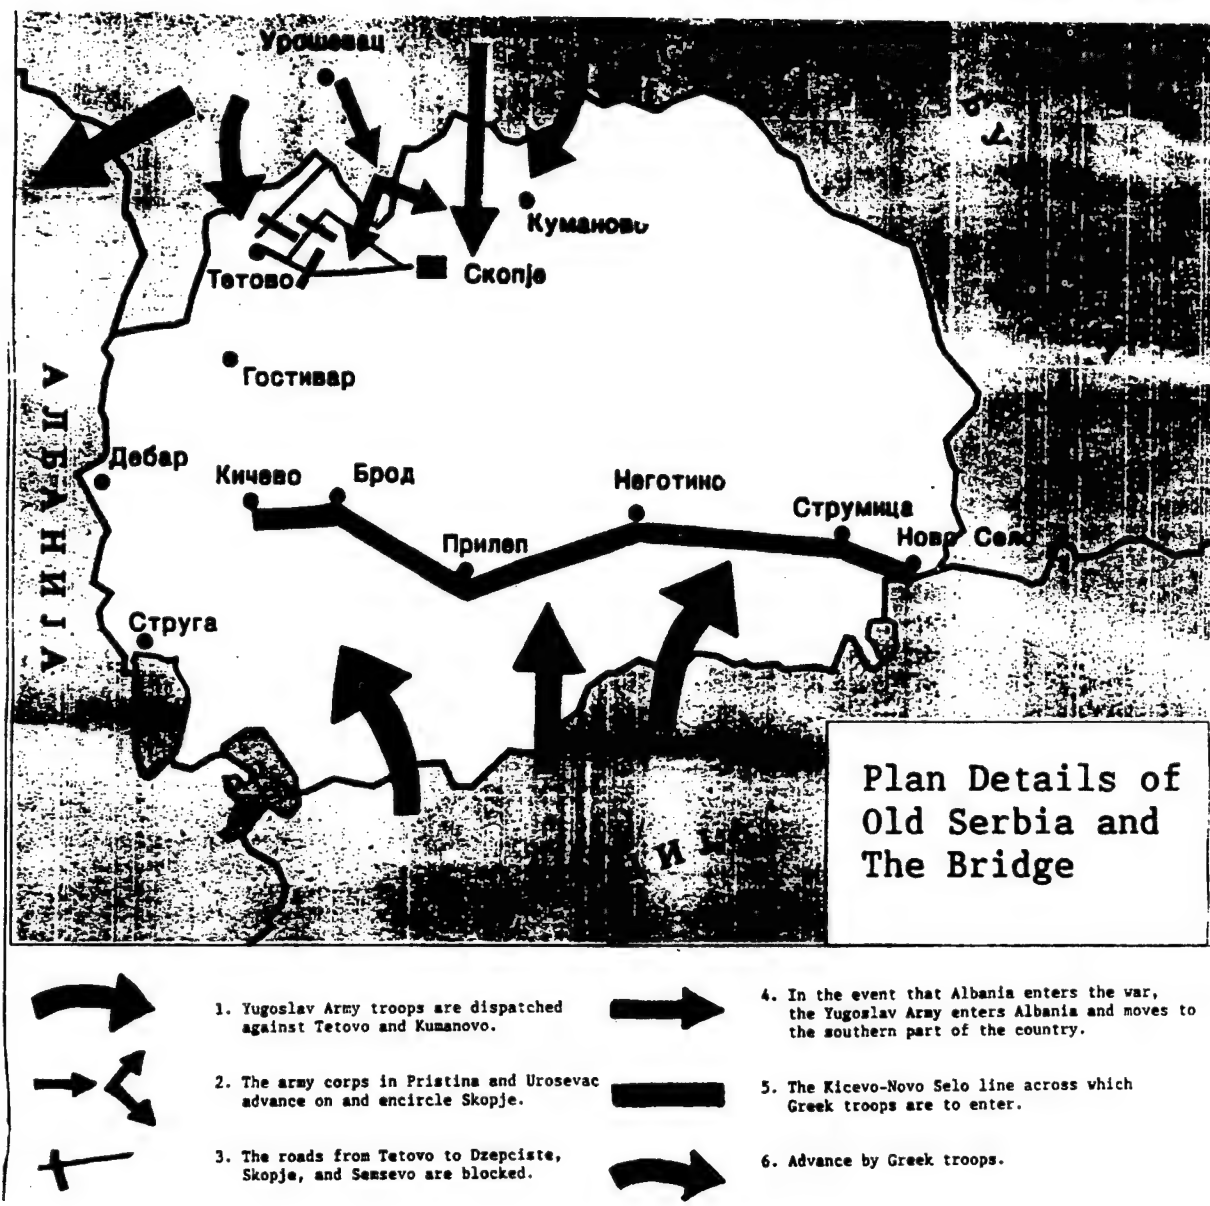 Урошевац
Куманово
Тетово
Скопје
Гостивар
АЛБАНИЈА
Дебар
Кичево
Брод
Неготино
Струмица
Ново Село
Прилеп
Струга
Plan Details of
Old Serbia and
The Bridge
1. Yugoslav Army troops are dispatched
against Tetovo and Kumanovo.
2. The army corps in Pristina and Urosevac
advance on and encircle Skopje.
3. The roads from Tetovo to Dzepciste,
Skopje, and Semsevo are blocked.
4. In the event that Albania enters the war,
the Yugoslav Army enters Albania and moves to
the southern part of the country.
5. The Kicevo-Novo Selo line across which
Greek troops are to enter.
6. Advance by Greek troops.